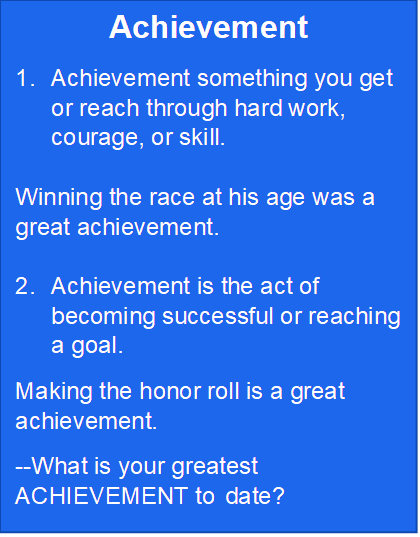 Achievement
1. Achievement something you get
or reach through hard work,
courage, or skill.
Winning the race at his age was a
great achievement.
2. Achievement is the act of
becoming successful or reaching
a goal.
Making the honor roll is a great
achievement.
--What is your greatest
ACHIEVEMENT to date?